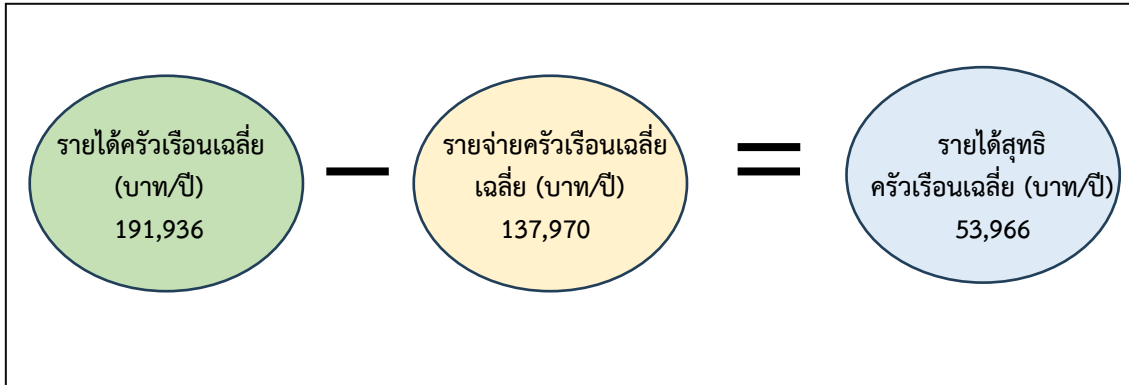 รายได้ครัวเรือนเฉลี่ย
(บาท/ปี)
191,936
—
รายจ่ายครัวเรือนเฉลี่ย
เฉลี่ย (บาท/ปี)
137,970
=
รายได้สุทธิ
ครัวเรือนเฉลี่ย (บาท/ปี)
53,966